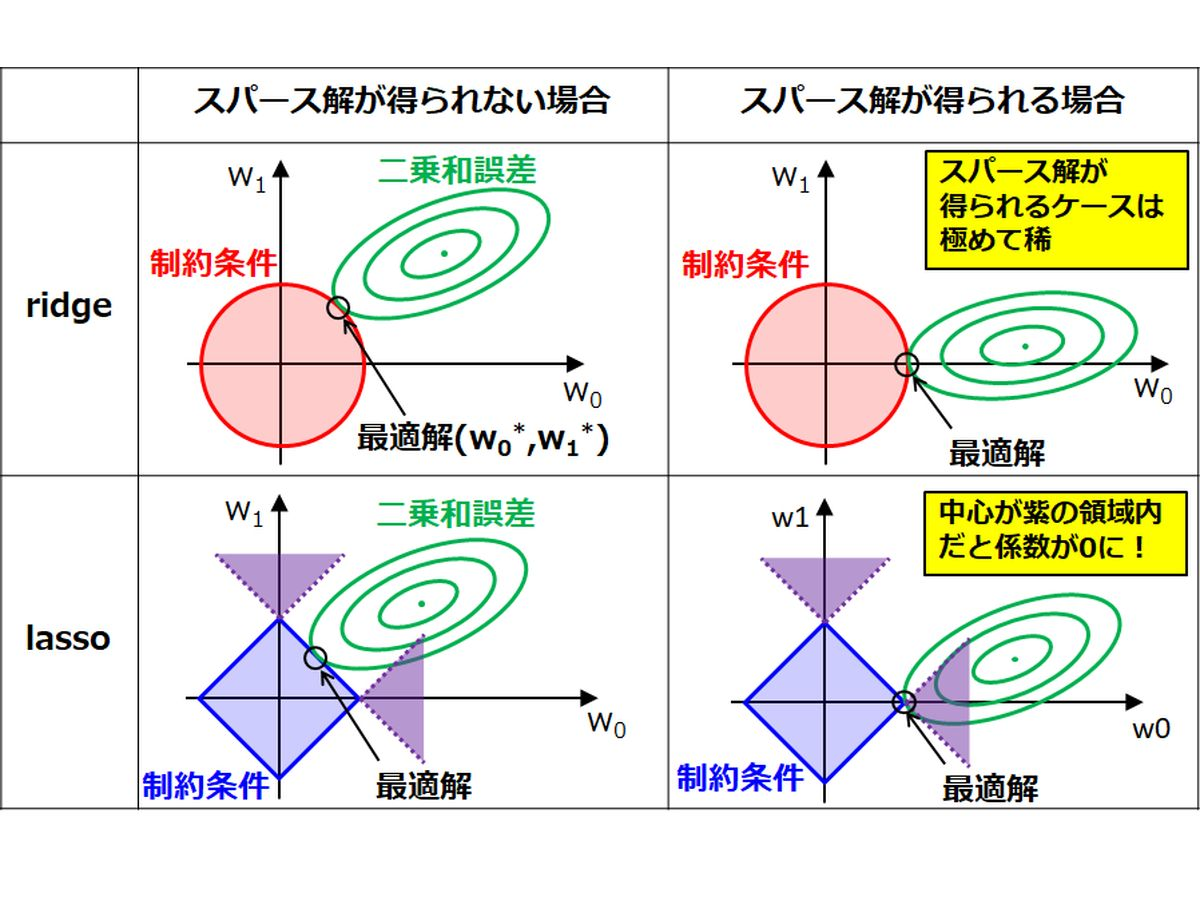 スパース解が得られない場合
スパース解が得られる場合
ridge
w1
二乗和誤差
制約条件
w0
最適解(w0*,w1*)
w1
スパース解が
得られるケースは
極めて稀
制約条件
w0
最適解
lasso
w1
二乗和誤差
w0
制約条件
最適解
w1
中心が紫の領域内
だと係数が0に！
w0
制約条件
最適解